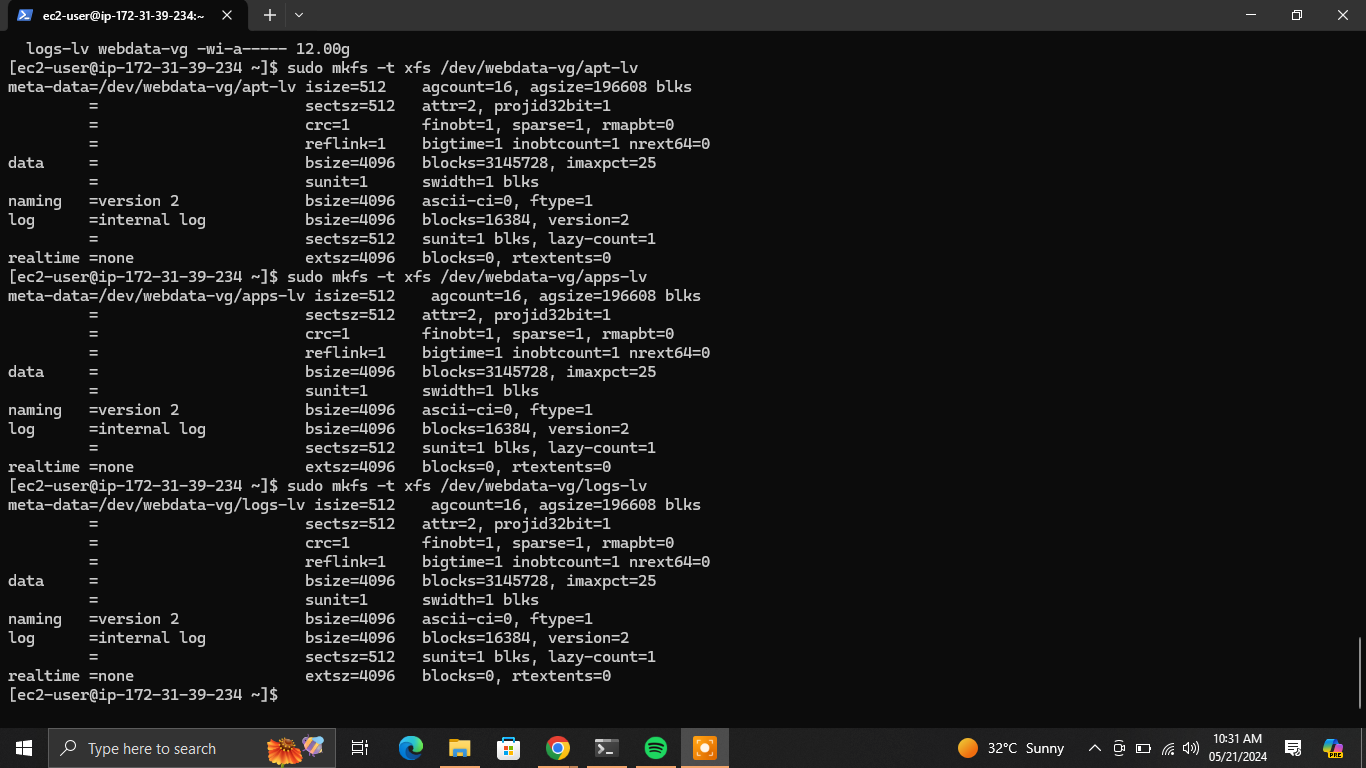 ec2-user@ip-172-31-39-234:~
  logs-lv webdata-vg -wi-a----- 12.00g
[ec2-user@ip-172-31-39-234 ~]$ sudo mkfs -t xfs /dev/webdata-vg/apt-lv
meta-data=/dev/webdata-vg/apt-lv isize=512    agcount=16, agsize=196608 blks
         =                       sectsz=512   attr=2, projid32bit=1
         =                       crc=1        finobt=1, sparse=1, rmapbt=0
         =                       reflink=1    bigtime=1 inobtcount=1 nrext64=0
data     =                       bsize=4096   blocks=3145728, imaxpct=25
         =                       sunit=1      swidth=1 blks
naming   =version 2              bsize=4096   ascii-ci=0, ftype=1
log      =internal log           bsize=4096   blocks=16384, version=2
         =                       sectsz=512   sunit=1 blks, lazy-count=1
realtime =none                   extsz=4096   blocks=0, rtextents=0
[ec2-user@ip-172-31-39-234 ~]$ sudo mkfs -t xfs /dev/webdata-vg/apps-lv
meta-data=/dev/webdata-vg/apps-lv isize=512    agcount=16, agsize=196608 blks
         =                       sectsz=512   attr=2, projid32bit=1
         =                       crc=1        finobt=1, sparse=1, rmapbt=0
         =                       reflink=1    bigtime=1 inobtcount=1 nrext64=0
data     =                       bsize=4096   blocks=3145728, imaxpct=25
         =                       sunit=1      swidth=1 blks
naming   =version 2              bsize=4096   ascii-ci=0, ftype=1
log      =internal log           bsize=4096   blocks=16384, version=2
         =                       sectsz=512   sunit=1 blks, lazy-count=1
realtime =none                   extsz=4096   blocks=0, rtextents=0
[ec2-user@ip-172-31-39-234 ~]$ sudo mkfs -t xfs /dev/webdata-vg/logs-lv
meta-data=/dev/webdata-vg/logs-lv isize=512    agcount=16, agsize=196608 blks
         =                       sectsz=512   attr=2, projid32bit=1
         =                       crc=1        finobt=1, sparse=1, rmapbt=0
         =                       reflink=1    bigtime=1 inobtcount=1 nrext64=0
data     =                       bsize=4096   blocks=3145728, imaxpct=25
         =                       sunit=1      swidth=1 blks
naming   =version 2              bsize=4096   ascii-ci=0, ftype=1
log      =internal log           bsize=4096   blocks=16384, version=2
         =                       sectsz=512   sunit=1 blks, lazy-count=1
realtime =none                   extsz=4096   blocks=0, rtextents=0
[ec2-user@ip-172-31-39-234 ~]$
Type here to search
32°C Sunny
10:31 AM
05/21/2024
PRE